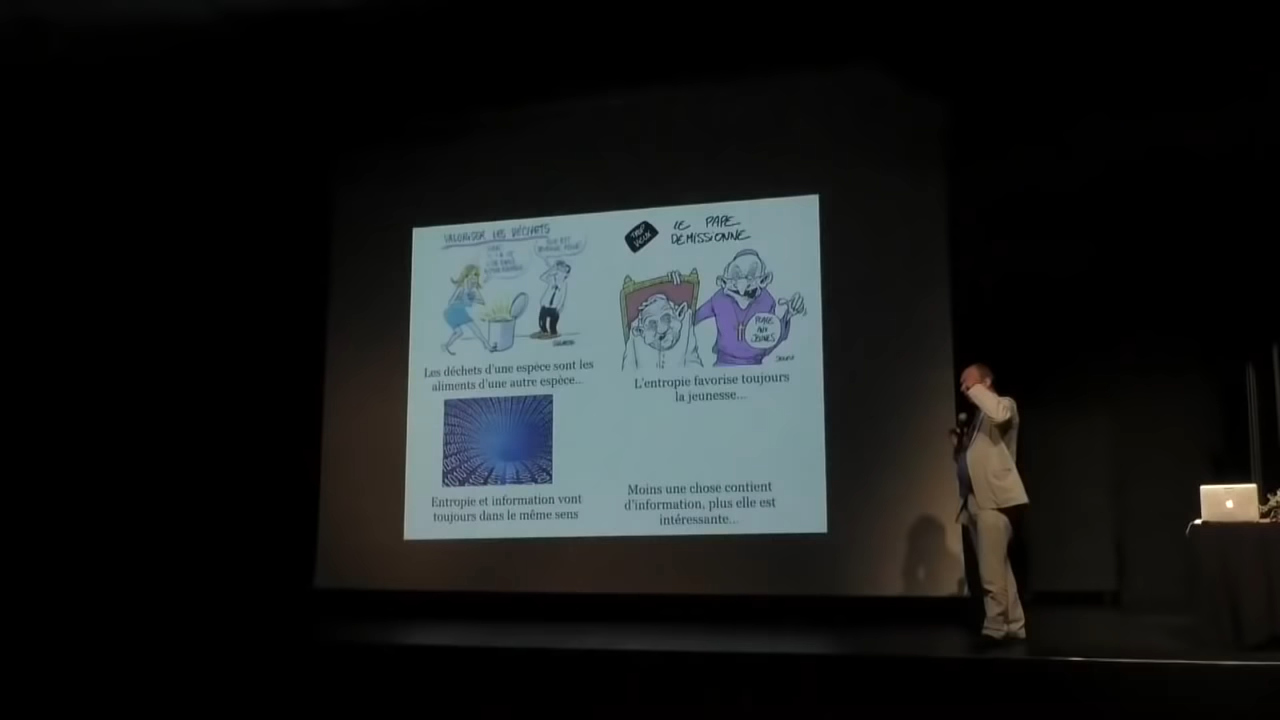 VALORISER LES DÉCHETS
Les déchets d'une espèce sont les
aliments d'une autre espèce...
TROP
VIEUX
LE PAPE
DÉMISSIONNE
PLACE
AUX
JEUNES
L'entropie favorise toujours
la jeunesse...
Entropie et information vont
toujours dans le même sens
Moins une chose contient
d'information, plus elle est
intéressante...